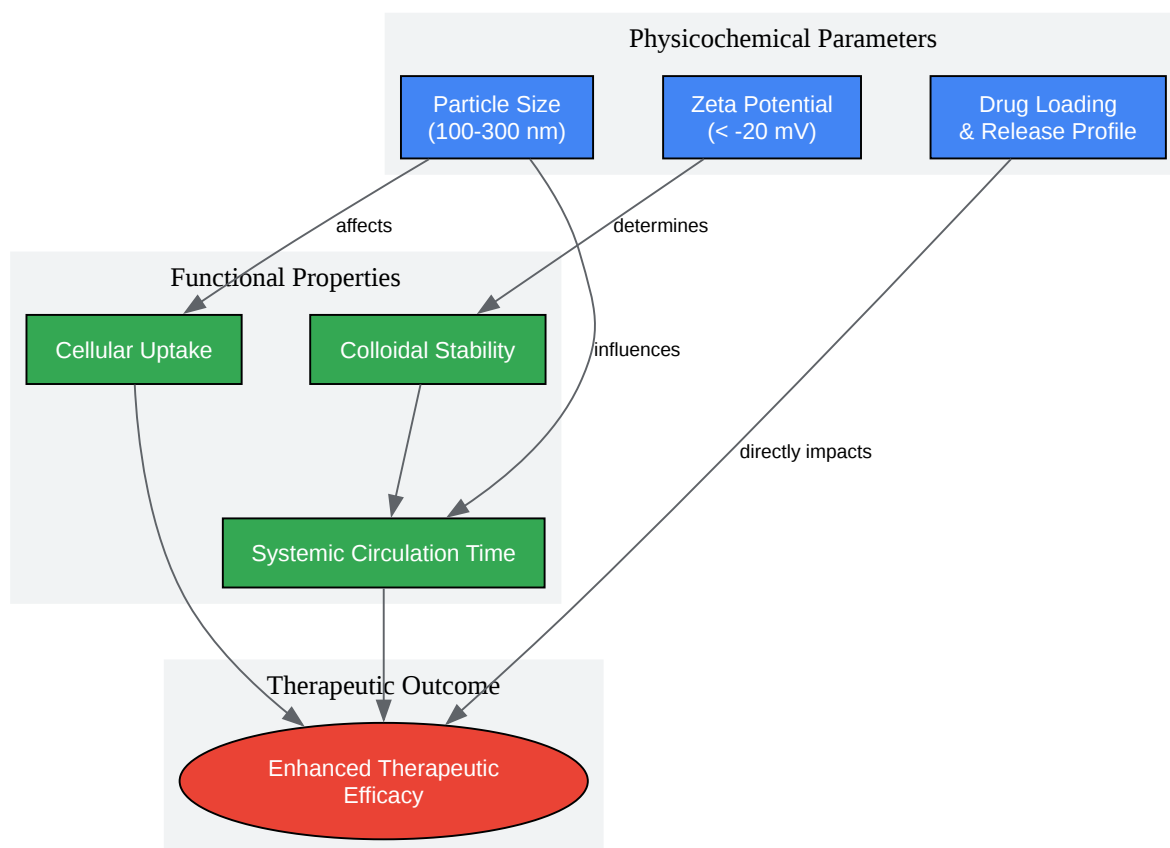 Physicochemical Parameters
Particle Size
(100-300 nm)
Zeta Potential
(< -20 mV)
Drug Loading
& Release Profile
affects
determines
Functional Properties
Cellular Uptake
Colloidal Stability
influences
directly impacts
Systemic Circulation Time
Therapeutic Outcome
Enhanced Therapeutic
Efficacy